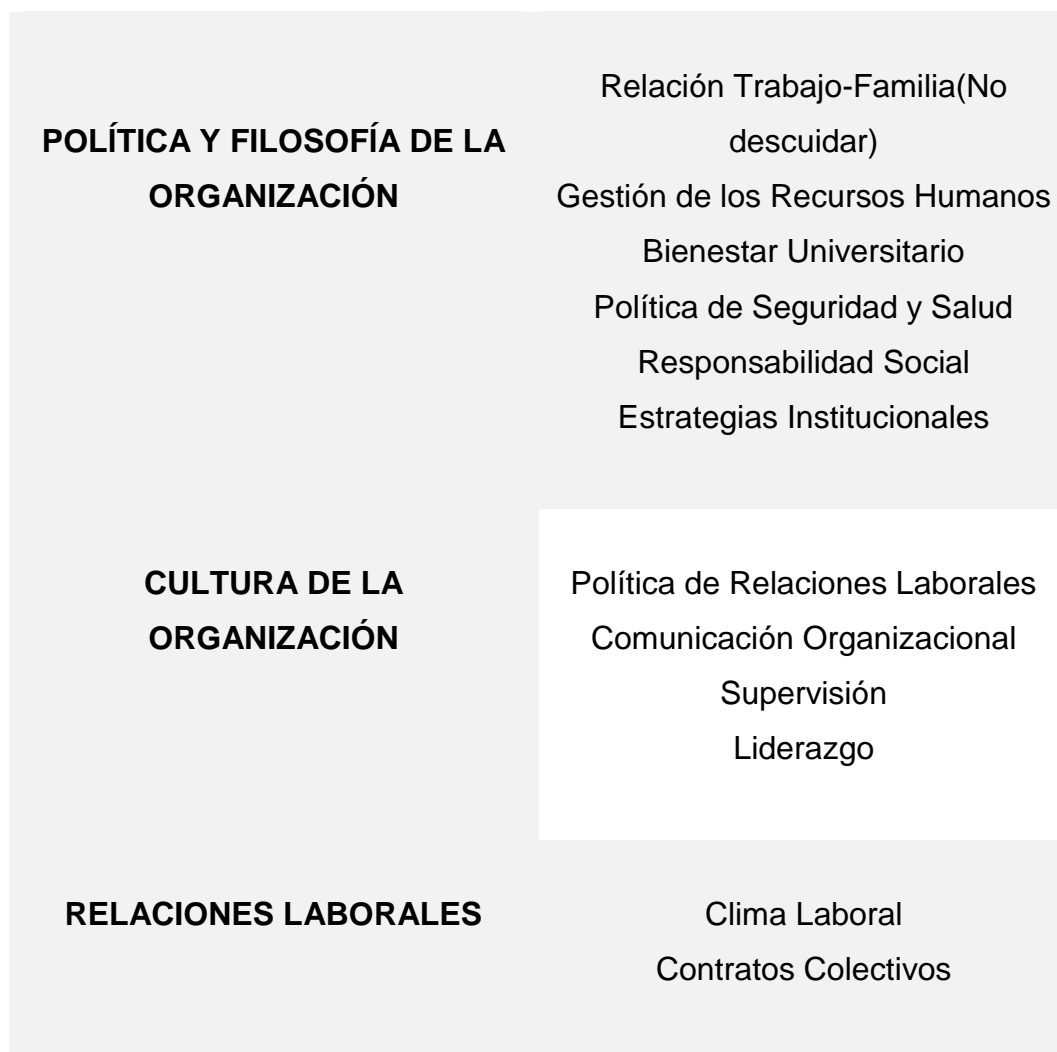 POLÍTICA Y FILOSOFÍA DE LA
ORGANIZACIÓN
Relación Trabajo-Familia(No
descuidar)
Gestión de los Recursos Humanos
Bienestar Universitario
Política de Seguridad y Salud
Responsabilidad Social
Estrategias Institucionales
CULTURA DE LA
ORGANIZACIÓN
Política de Relaciones Laborales
Comunicación Organizacional
Supervisión
Liderazgo
RELACIONES LABORALES
Clima Laboral
Contratos Colectivos